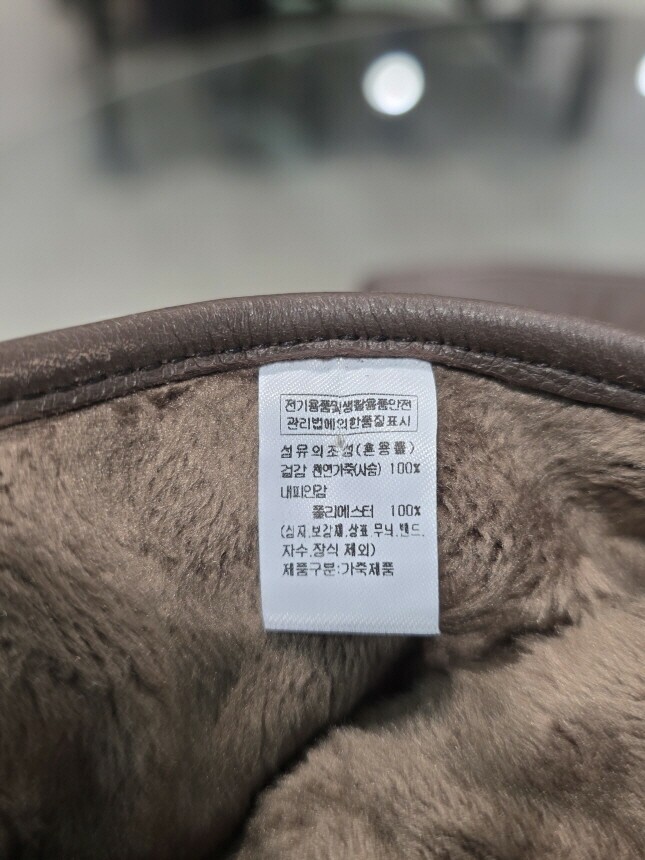 전기용품및생활용품안전
관리법에의한품질표시
섬유의조성(혼용률)
겉감 천연가죽(사슴) 100%
내피안감
폴리에스터 100%
(심지,보강재,상표,무늬,밴드,
자수,장식 제외)
제품구분:가죽제품